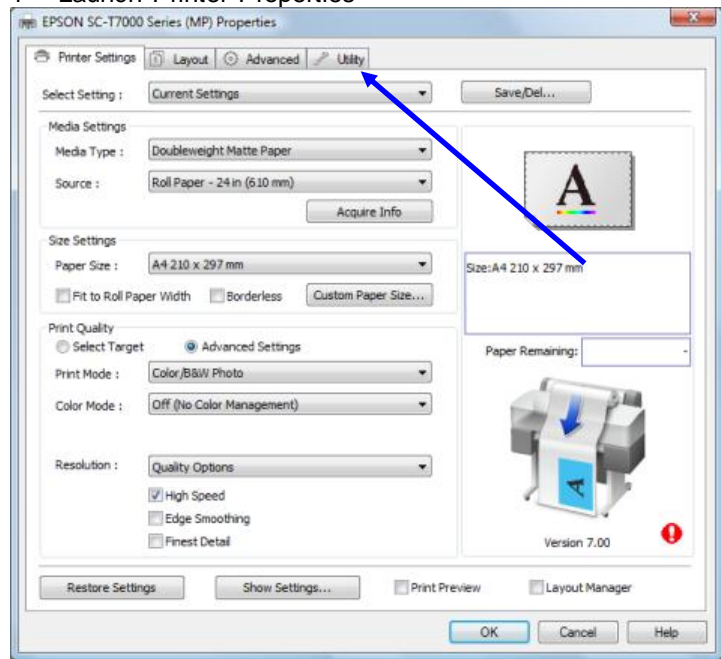 Launch Printer Properties
EPSON SC-T7000 Series (MP) Properties
Printer Settings Layout Advanced Utility
Select Setting : Current Settings Save/Del...
Media Settings
Media Type : Doubleweight Matte Paper
Source : Roll Paper - 24 in (610 mm)
Acquire Info
A
Size Settings
Paper Size : A4 210 x 297 mm
Size:A4 210 x 297 mm
Fit to Roll Paper Width Borderless Custom Paper Size...
Print Quality
Select Target Advanced Settings
Paper Remaining: -
Print Mode : Color/B&W Photo
Color Mode : Off (No Color Management)
Resolution : Quality Options
A
High Speed
Edge Smoothing
Finest Detail
Version 7.00
Restore Settings Show Settings... Print Preview Layout Manager
OK Cancel Help